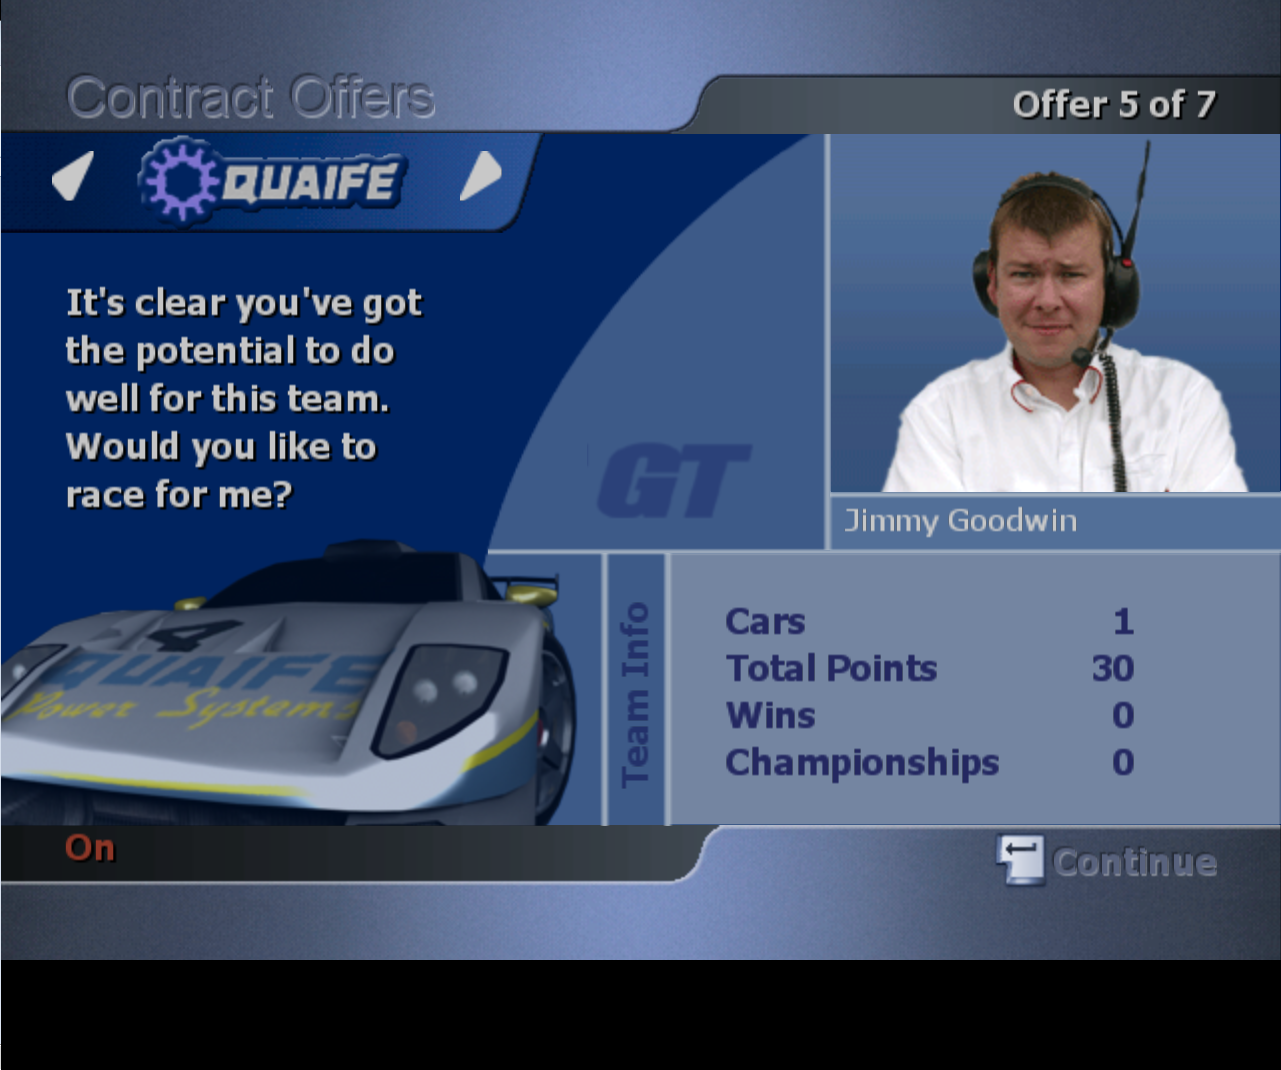 Contract Offers
Offer 5 of 7
QUAIFE
It's clear you've got
the potential to do
well for this team.
Would you like to
race for me?
GT
Jimmy Goodwin
4
QUAIFE
Power Systems
Team Info
Cars 1
Total Points 30
Wins 0
Championships 0
On
Continue